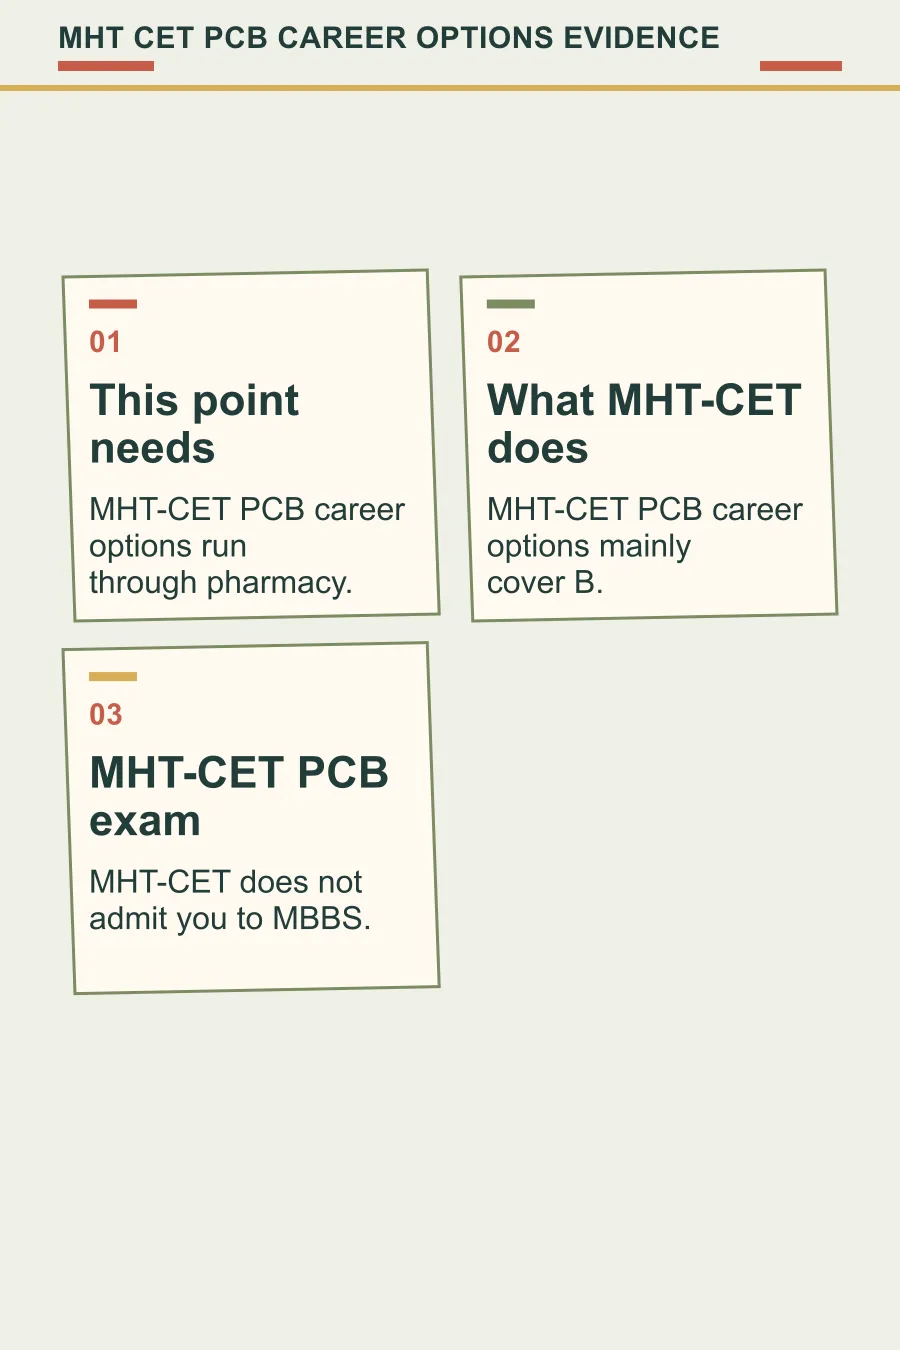 MHT CET PCB CAREER OPTIONS EVIDENCE
01
This point
needs
MHT-CET PCB career
options run
through pharmacy.
02
What MHT-CET
does
MHT-CET PCB career
options mainly
cover B.
03
MHT-CET PCB
exam
MHT-CET does not
admit you to MBBS.